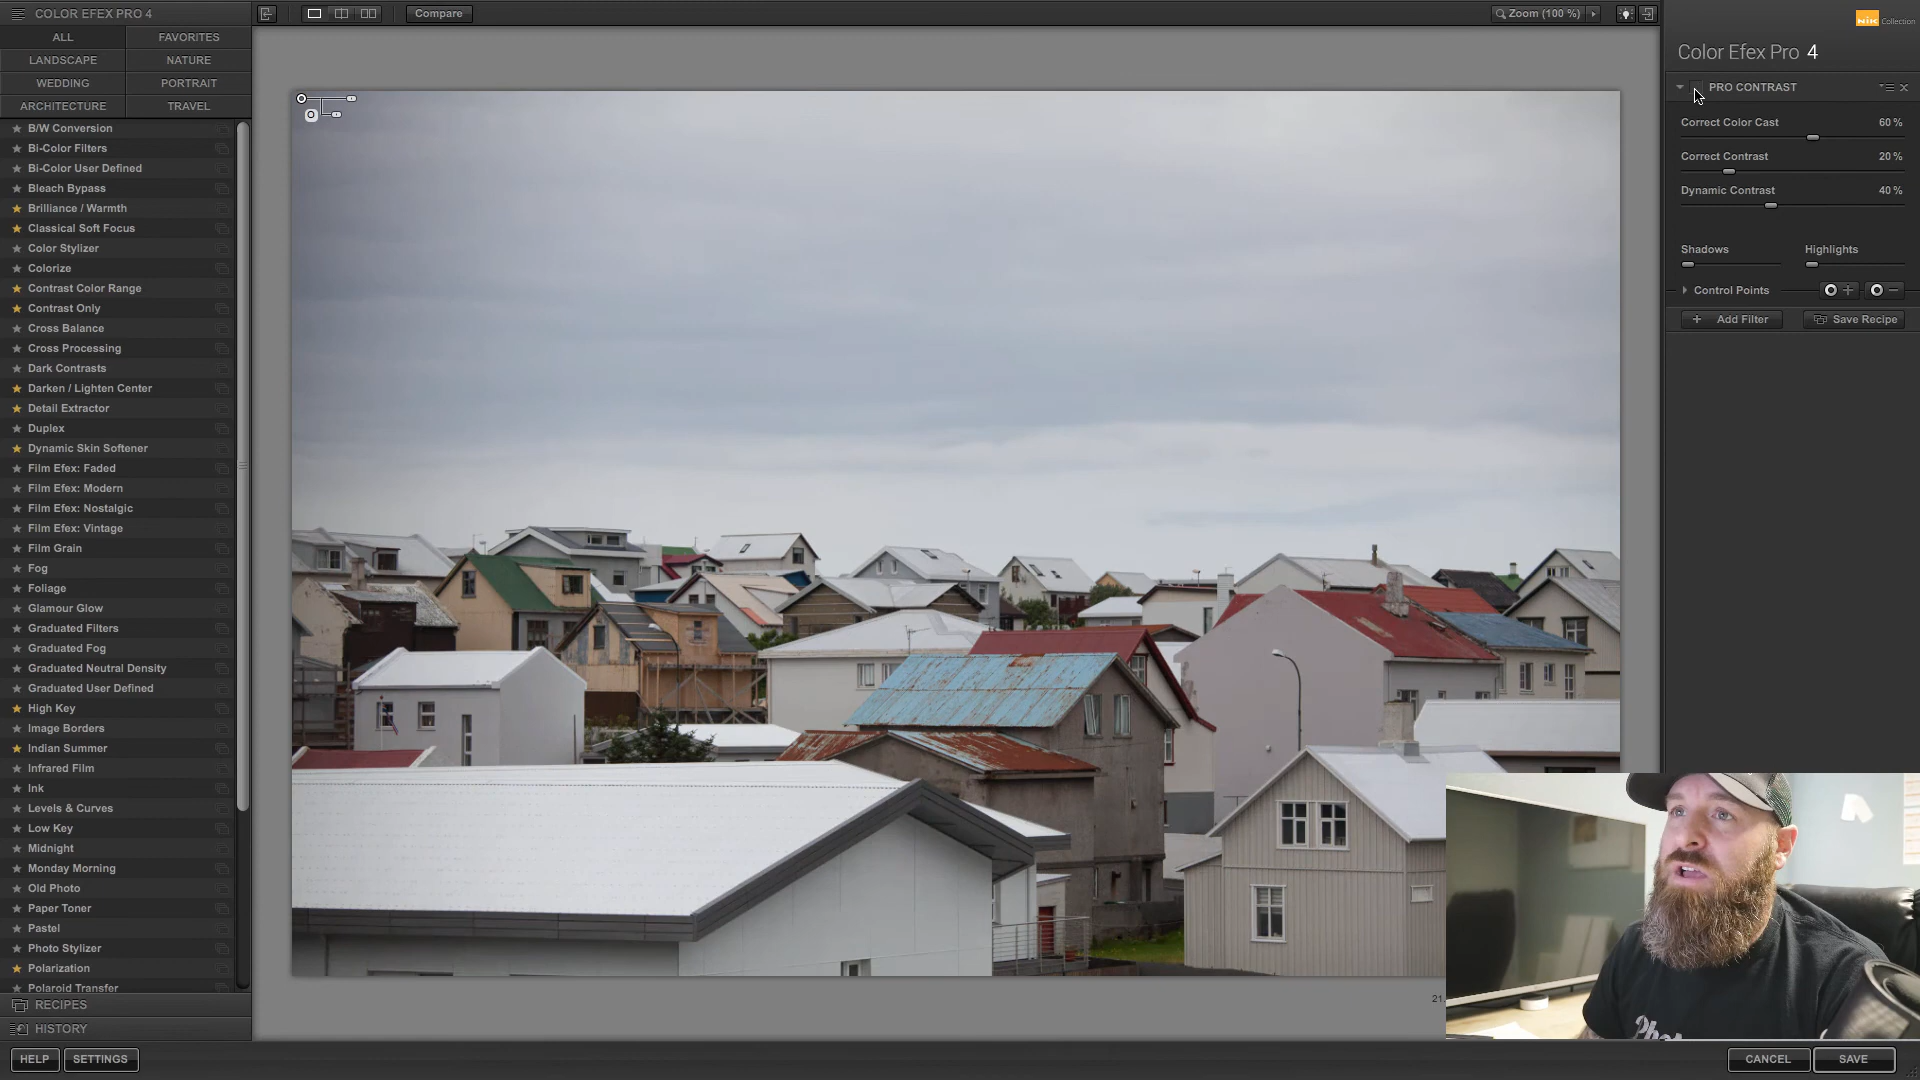 COLOR EFEX PRO 4
Compare
Zoom (100 %)
Nik Collection
Color Efex Pro 4
ALL
FAVORITES
LANDSCAPE
NATURE
WEDDING
PORTRAIT
ARCHITECTURE
TRAVEL
B/W Conversion
Bi-Color Filters
Bi-Color User Defined
Bleach Bypass
Brilliance / Warmth
Classical Soft Focus
Color Stylizer
Colorize
Contrast Color Range
Contrast Only
Cross Balance
Cross Processing
Dark Contrasts
Darken / Lighten Center
Detail Extractor
Duplex
Dynamic Skin Softener
Film Efex: Faded
Film Efex: Modern
Film Efex: Nostalgic
Film Efex: Vintage
Film Grain
Fog
Foliage
Glamour Glow
Graduated Filters
Graduated Fog
Graduated Neutral Density
Graduated User Defined
High Key
Image Borders
Indian Summer
Infrared Film
Ink
Levels & Curves
Low Key
Midnight
Monday Morning
Old Photo
Paper Toner
Pastel
Photo Stylizer
Polarization
Polaroid Transfer
RECIPES
HISTORY
HELP
SETTINGS
PRO CONTRAST
Correct Color Cast 60 %
Correct Contrast 20 %
Dynamic Contrast 40 %
Shadows
Highlights
Control Points
Add Filter
Save Recipe
21
Pho
CANCEL
SAVE